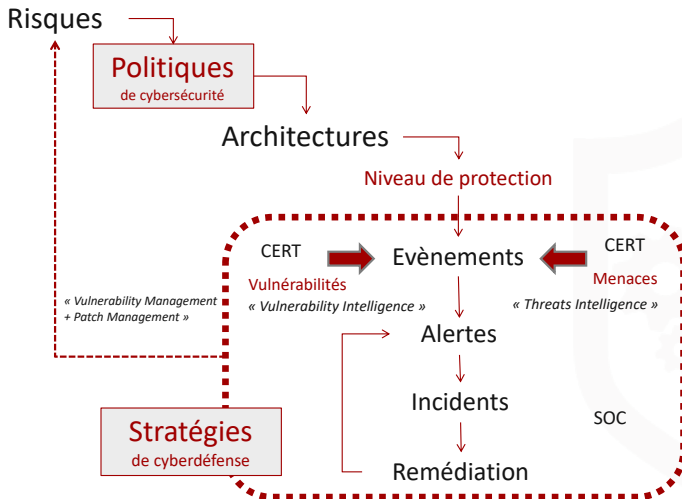 Risques
Politiques
de cybersécurité
Architectures
Niveau de protection
CERT
Evènements
CERT
Vulnérabilités
Menaces
« Vulnerability Management
+ Patch Management »
« Vulnerability Intelligence »
« Threats Intelligence »
Alertes
Incidents
SOC
Stratégies
de cyberdéfense
Remédiation